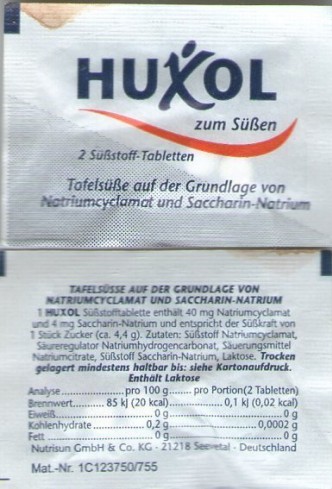 HUXOL
zum Süßen
2 Süßstoff-Tabletten
Tafelsüße auf der Grundlage von
Natriumcyclamat und Saccharin-Natrium
TAFELSÜSSE AUF DER GRUNDLAGE VON
NATRIUMCYCLAMAT UND SACCHARIN-NATRIUM
1 HUXOL Süßstofftablette enthält 40 mg Natriumcyclamat
und 4 mg Saccharin-Natrium und entspricht der Süßkraft von
1 Stück Zucker (ca. 4,4 g). Zutaten: Süßstoff Natriumcyclamat,
Säureregulator Natriumhydrogencarbonat, Säuerungsmittel
Natriumcitrate, Süßstoff Saccharin-Natrium, Laktose. Trocken
gelagert mindestens haltbar bis: siehe Kartonaufdruck.
Enthält Laktose
Analyse.....................pro 100 g...... pro Portion(2 Tabletten)
Brennwert........... 85 kJ (20 kcal)............0,1 kJ (0,02 kcal)
Eiweiß...............................0 g...............................0 g
Kohlenhydrate..................0,2 g..........................0,0002 g
Fett...................................0 g...............................0 g
Nutrisun GmbH & Co. KG · 21218 Seevetal · Deutschland
Mat.-Nr. 1C123750/755